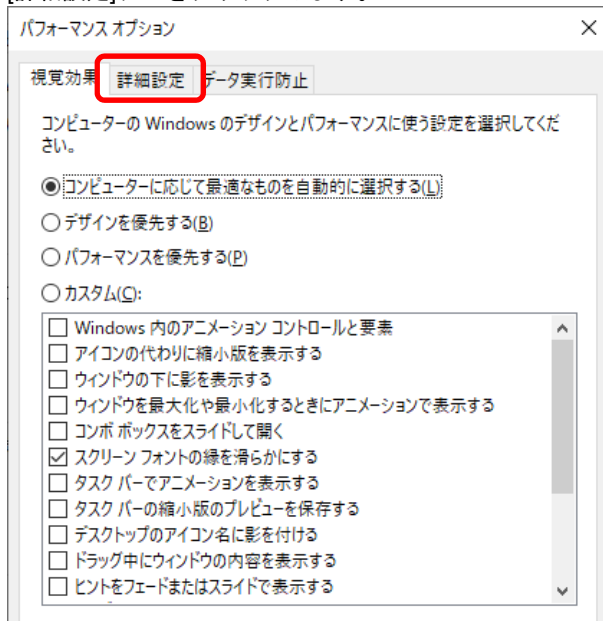 パフォーマンス オプション
視覚効果 詳細設定 データ実行防止
コンピューターの Windows のデザインとパフォーマンスに使う設定を選択してくだ
さい。
コンピューターに応じて最適なものを自動的に選択する(L)
デザインを優先する(B)
パフォーマンスを優先する(P)
カスタム(C):
Windows 内のアニメーション コントロールと要素
アイコンの代わりに縮小版を表示する
ウィンドウの下に影を表示する
ウィンドウを最大化や最小化するときにアニメーションで表示する
コンボ ボックスをスライドして開く
スクリーン フォントの縁を滑らかにする
タスク バーでアニメーションを表示する
タスク バーの縮小版のプレビューを保存する
デスクトップのアイコン名に影を付ける
ドラッグ中にウィンドウの内容を表示する
ヒントをフェードまたはスライドで表示する